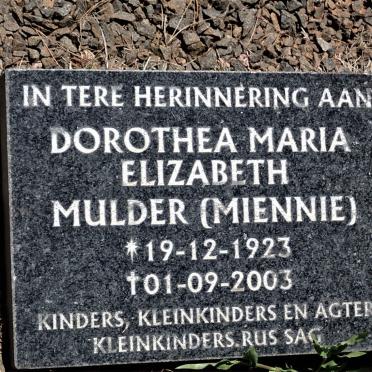 IN TERE HERINNERING AAN
DOROTHEA MARIA
ELIZABETH
MULDER (MIENNIE)
*19-12-1923
†01-09-2003
KINDERS, KLEINKINDERS EN AGTER
KLEINKINDERS.RUS SAG